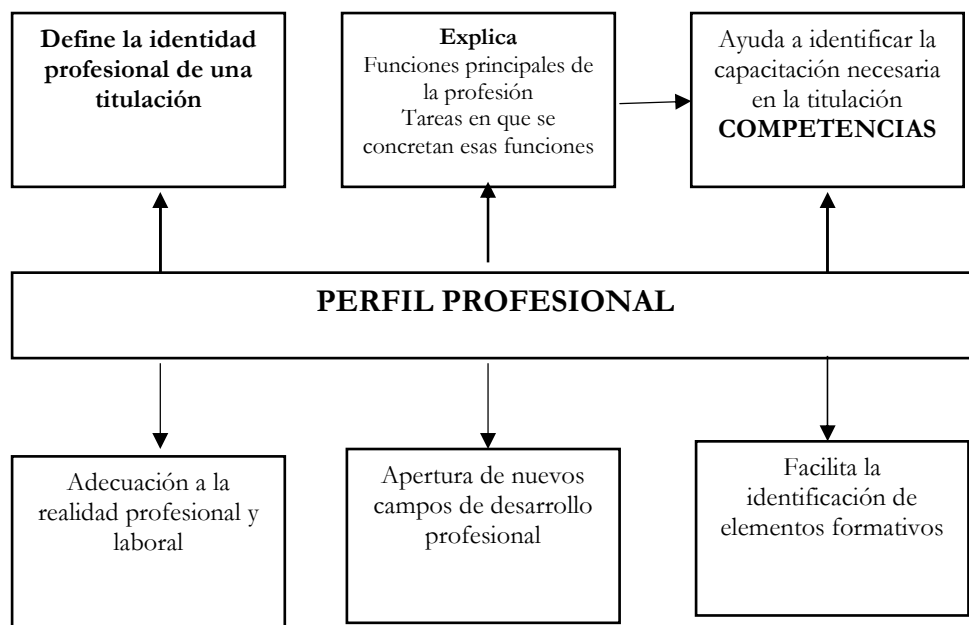 Define la identidad
profesional de una
titulación
Explica
Funciones principales de
la profesión
Tareas en que se
concretan esas funciones
Ayuda a identificar la
capacitación necesaria
en la titulación
COMPETENCIAS
PERFIL PROFESIONAL
Adecuación a la
realidad profesional y
laboral
Apertura de nuevos
campos de desarrollo
profesional
Facilita la
identificación de
elementos formativos